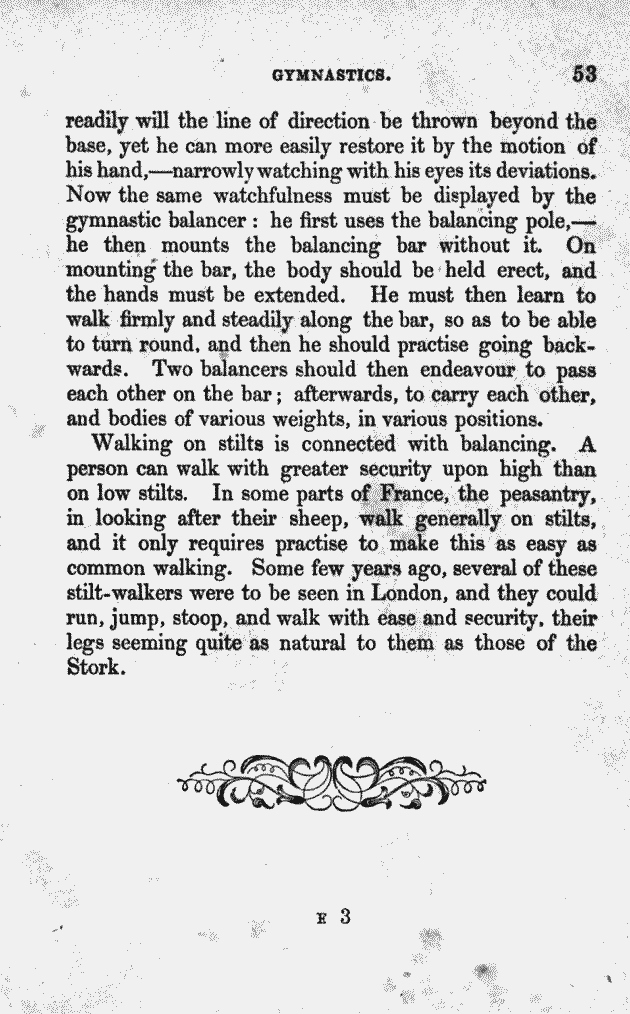 GYMNASTICS. 53
readily will the line of direction be thrown beyond the
base, yet he can more easily restore it by the motion of
his hand,—narrowly watching with his eyes its deviations.
Now the same watchfulness must be displayed by the
gymnastic balancer : he first uses the balancing pole,—
he then mounts the balancing bar without it. On
mounting the bar, the body should be held erect, and
the hands must be extended. He must then learn to
walk firmly and steadily along the bar, so as to be able
to turn round, and then he should practise going back-
wards. Two balancers should then endeavour to pass
each other on the bar ; afterwards, to carry each other,
and bodies of various weights, in various positions.
Walking on stilts is connected with balancing. A
person can walk with greater security upon high than
on low stilts. In some parts of France, the peasantry,
in looking after their sheep, walk generally on stilts,
and it only requires practise to make this as easy as
common walking. Some few years ago, several of these
stilt-walkers were to be seen in London, and they could
run, jump, stoop, and walk with ease and security, their
legs seeming quite as natural to them as those of the
Stork.
E 3